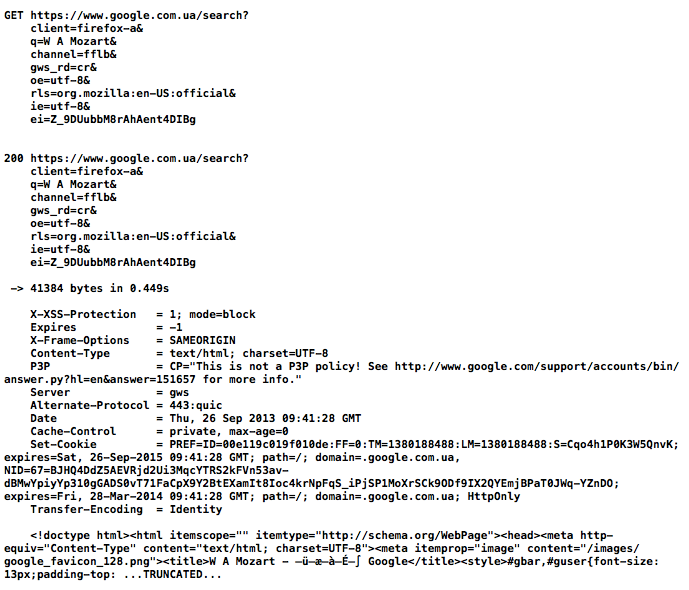 GET https://www.google.com.ua/search?
client=firefox-a&
q=W A Mozart&
channel=fflb&
gws_rd=cr&
oe=utf-8&
rls=org.mozilla:en-US:official&
ie=utf-8&
ei=Z_9DUubbM8rAhAent4DIBg
200 https://www.google.com.ua/search?
client=firefox-a&
q=W A Mozart&
channel=fflb&
gws_rd=cr&
oe=utf-8&
rls=org.mozilla:en-US:official&
ie=utf-8&
ei=Z_9DUubbM8rAhAent4DIBg
-> 41384 bytes in 0.449s
X-XSS-Protection = 1; mode=block
Expires = -1
X-Frame-Options = SAMEORIGIN
Content-Type = text/html; charset=UTF-8
P3P = CP="This is not a P3P policy! See http://www.google.com/support/accounts/bin/
answer.py?hl=en&answer=151657 for more info."
Server = gws
Alternate-Protocol = 443:quic
Date = Thu, 26 Sep 2013 09:41:28 GMT
Cache-Control = private, max-age=0
Set-Cookie = PREF=ID=00e119c019f010de:FF=0:TM=1380188488:LM=1380188488:S=Cqo4h1P0K3W5QnvK;
expires=Sat, 26-Sep-2015 09:41:28 GMT; path=/; domain=.google.com.ua,
NID=67=BJHQ4DdZ5AEVRjd2Ui3MqcYTRS2kFVn53av-
dBMwYpiyYp310gGADS0vT71FaCpX9Y2BtEXamIt8Ioc4krNpFqS_iPjSP1MoXrSCk9ODf9IX2QYEmjBPaT0JWq-YZnDO;
expires=Fri, 28-Mar-2014 09:41:28 GMT; path=/; domain=.google.com.ua; HttpOnly
Transfer-Encoding = Identity
<!doctype html><html itemscope="" itemtype="http://schema.org/WebPage"><head><meta http-
equiv="Content-Type" content="text/html; charset=UTF-8"><meta itemprop="image" content="/images/
google_favicon_128.png"><title>W A Mozart - –ü–æ–à—É–∫ Google</title><style>#gbar,#guser{font-size:
13px;padding-top: ...TRUNCATED...